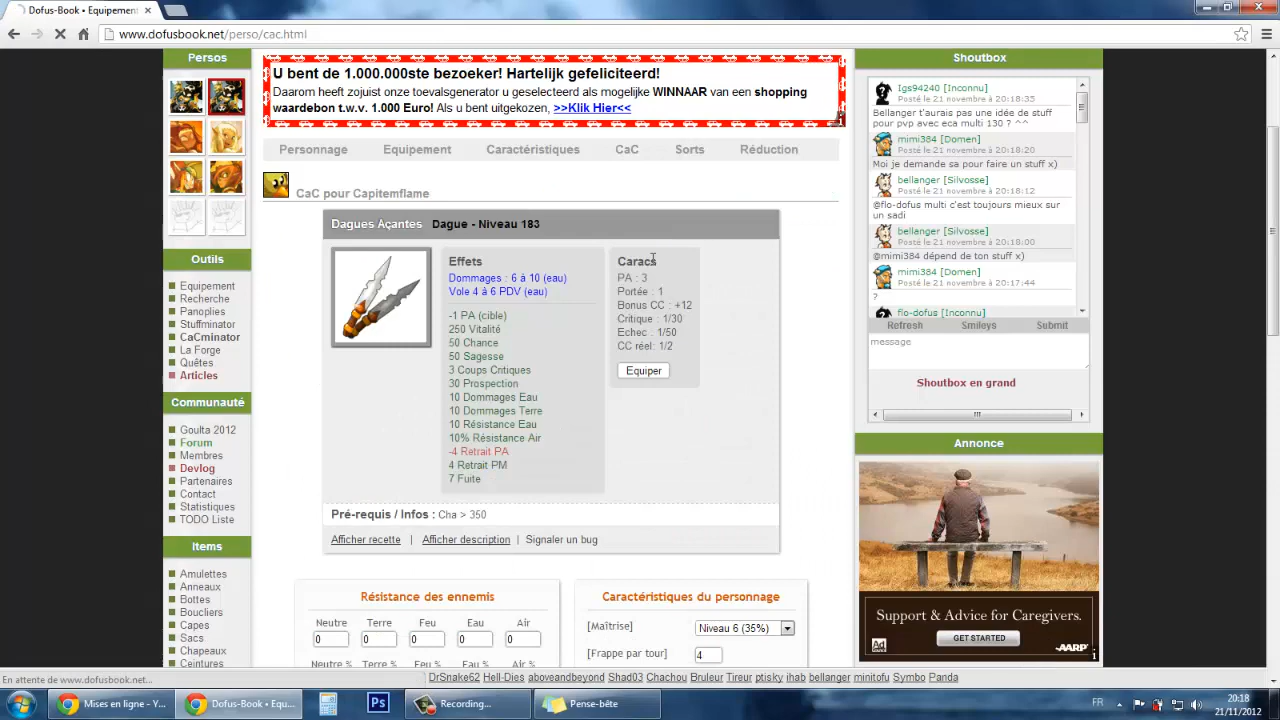 Dofus-Book • Equipement
www.dofusbook.net/perso/cac.html
Persos
Outils
Equipement
Recherche
Panoplies
Stuffminator
CaCminator
La Forge
Quêtes
Articles
Communauté
Goulta 2012
Forum
Membres
Devlog
Partenaires
Contact
Statistiques
TODO Liste
Items
Amulettes
Anneaux
Bottes
Boucliers
Capes
Sacs
Chapeaux
Ceintures
U bent de 1.000.000ste bezoeker! Hartelijk gefeliciteerd!
Daarom heeft zojuist onze toevalsgenerator u geselecteerd als mogelijke WINNAAR van een shopping
waardebon t.w.v. 1.000 Euro! Als u bent uitgekozen, >>Klik Hier<<
Personnage Equipement Caractéristiques CaC Sorts Réduction
CaC pour Capitemflame
Dagues Açantes Dague - Niveau 183
Effets
Dommages : 6 à 10 (eau)
Vole 4 à 6 PDV (eau)
-1 PA (cible)
250 Vitalité
50 Chance
50 Sagesse
3 Coups Critiques
30 Prospection
10 Dommages Eau
10 Dommages Terre
10 Résistance Eau
10% Résistance Air
-4 Retrait PA
4 Retrait PM
7 Fuite
Caracs
PA : 3
Portée : 1
Bonus CC : +12
Critique : 1/30
Echec : 1/50
CC réel: 1/2
Equiper
Pré-requis / Infos : Cha > 350
Afficher recette | Afficher description | Signaler un bug
Résistance des ennemis
Neutre Terre Feu Eau Air
0 0 0 0 0
Neutre % Terre % Feu % Eau % Air %
Caractéristiques du personnage
[Maîtrise] Niveau 6 (35%)
[Frappe par tour] 4
Shoutbox
Igs94240 [Inconnu]
Posté le 21 novembre à 20:18:35
Bellanger t'aurais pas une idée de stuff
pour pvp avec eca multi 130 ? ^^
mimi384 [Domen]
Posté le 21 novembre à 20:18:20
Moi je demande sa pour faire un stuff x)
bellanger [Silvosse]
Posté le 21 novembre à 20:18:12
@flo-dofus multi c'est toujours mieux sur
un sadi
bellanger [Silvosse]
Posté le 21 novembre à 20:18:00
@mimi384 dépend de ton stuff x)
mimi384 [Domen]
Posté le 21 novembre à 20:17:44
?
flo-dofus [Inconnu]
Refresh Smileys Submit
message
Shoutbox en grand
Annonce
Support & Advice for Caregivers.
GET STARTED
AARP
DrSnake62 Hell-Dies aboveandbeyond Shad03 Chachou Bruleur Tireur ptisky ihab bellanger minitofu Symbo Panda
En attente de www.dofusbook.net...
Mises en ligne - Y...
Dofus-Book • Equ...
Ps
Recording...
Pense-bête
FR
20:18
21/11/2012